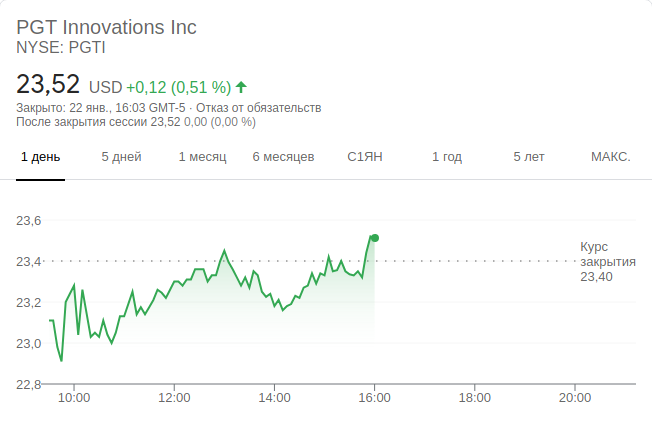 PGT Innovations Inc
NYSE: PGTI
23,52 USD +0,12 (0,51 %)
Закрыто: 22 янв., 16:03 GMT-5 · Отказ от обязательств
После закрытия сессии 23,52 0,00 (0,00 %)
1 день 5 дней 1 месяц 6 месяцев С1ЯН 1 год 5 лет МАКС.
23,6
23,4
23,2
23,0
22,8
Курс
закрытия
23,40
10:00 12:00 14:00 16:00 18:00 20:00